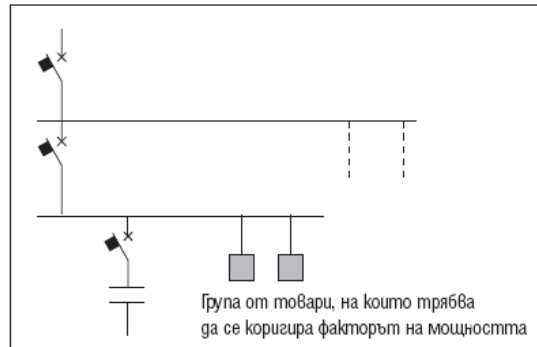 Група от товари, на които трябва
да се коригира факторът на мощността